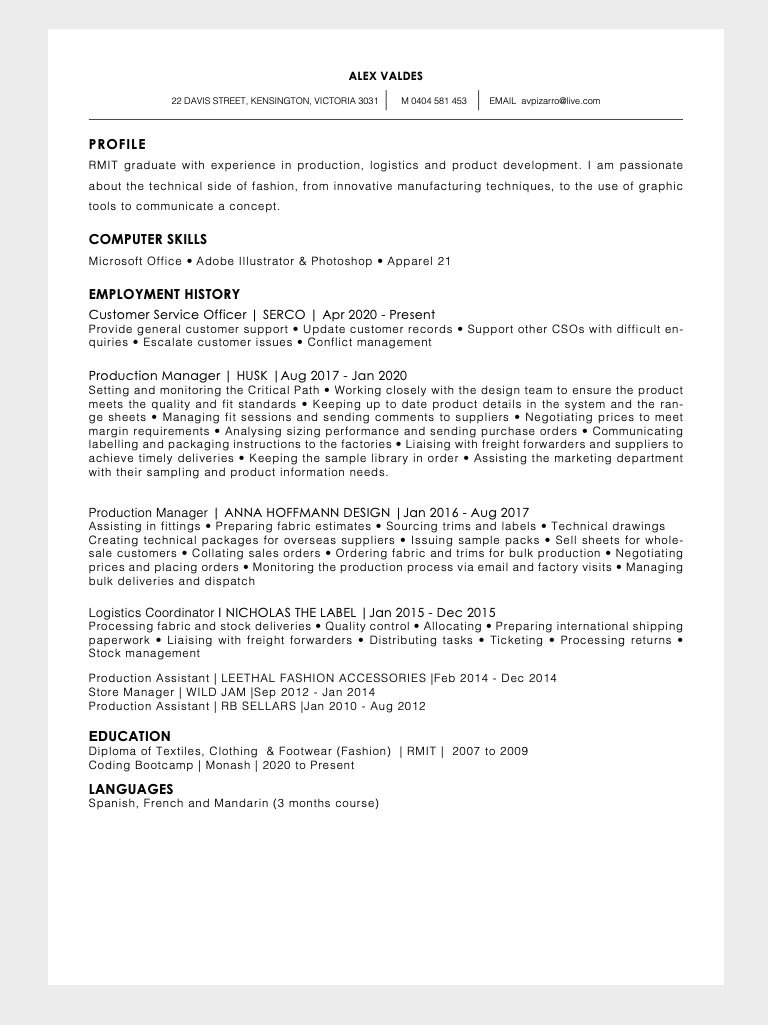 ALEX VALDES
22 DAVIS STREET, KENSINGTON, VICTORIA 3031 | M 0404 581 453 | EMAIL avpizarro@live.com
PROFILE
RMIT graduate with experience in production, logistics and product development. I am passionate
about the technical side of fashion, from innovative manufacturing techniques, to the use of graphic
tools to communicate a concept.
COMPUTER SKILLS
Microsoft Office • Adobe Illustrator & Photoshop • Apparel 21
EMPLOYMENT HISTORY
Customer Service Officer | SERCO | Apr 2020 - Present
Provide general customer support • Update customer records • Support other CSOs with difficult en-
quiries • Escalate customer issues • Conflict management
Production Manager | HUSK |Aug 2017 - Jan 2020
Setting and monitoring the Critical Path • Working closely with the design team to ensure the product
meets the quality and fit standards • Keeping up to date product details in the system and the ran-
ge sheets • Managing fit sessions and sending comments to suppliers • Negotiating prices to meet
margin requirements • Analysing sizing performance and sending purchase orders • Communicating
labelling and packaging instructions to the factories • Liaising with freight forwarders and suppliers to
achieve timely deliveries • Keeping the sample library in order • Assisting the marketing department
with their sampling and product information needs.
Production Manager | ANNA HOFFMANN DESIGN |Jan 2016 - Aug 2017
Assisting in fittings • Preparing fabric estimates • Sourcing trims and labels • Technical drawings
Creating technical packages for overseas suppliers • Issuing sample packs • Sell sheets for whole-
sale customers • Collating sales orders • Ordering fabric and trims for bulk production • Negotiating
prices and placing orders • Monitoring the production process via email and factory visits • Managing
bulk deliveries and dispatch
Logistics Coordinator I NICHOLAS THE LABEL |Jan 2015 - Dec 2015
Processing fabric and stock deliveries • Quality control • Allocating • Preparing international shipping
paperwork • Liaising with freight forwarders • Distributing tasks • Ticketing • Processing returns •
Stock management
Production Assistant | LEETHAL FASHION ACCESSORIES |Feb 2014 - Dec 2014
Store Manager | WILD JAM |Sep 2012 - Jan 2014
Production Assistant | RB SELLARS |Jan 2010 - Aug 2012
EDUCATION
Diploma of Textiles, Clothing & Footwear (Fashion) | RMIT | 2007 to 2009
Coding Bootcamp | Monash | 2020 to Present
LANGUAGES
Spanish, French and Mandarin (3 months course)